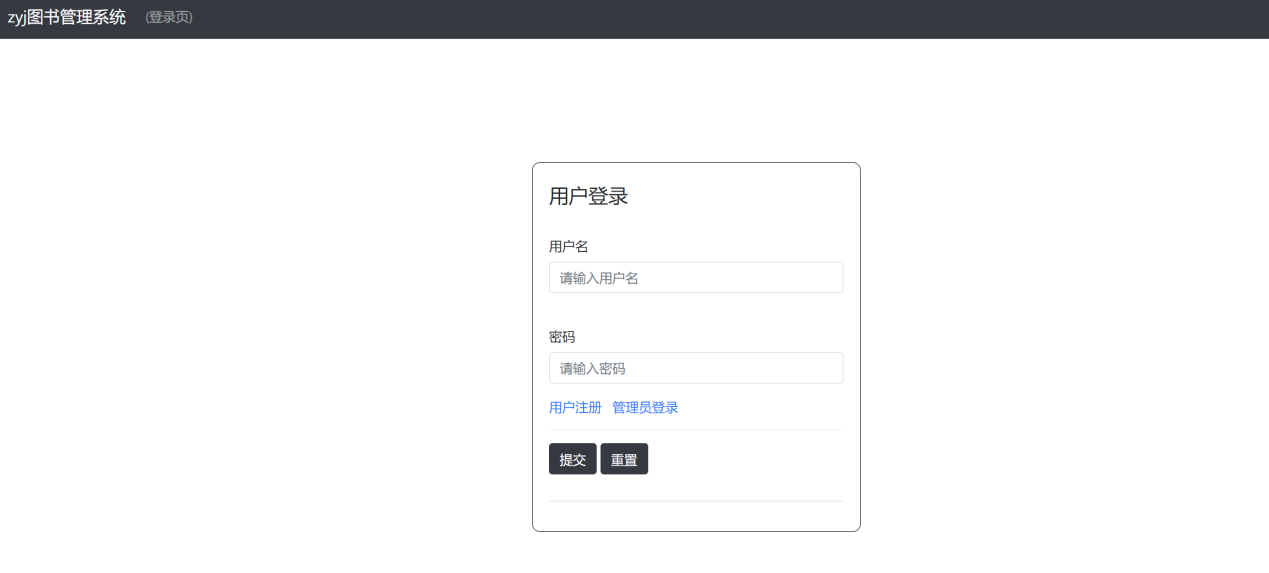 zyj图书管理系统 (登录页)
用户登录
用户名
请输入用户名
密码
请输入密码
用户注册 管理员登录
提交 重置